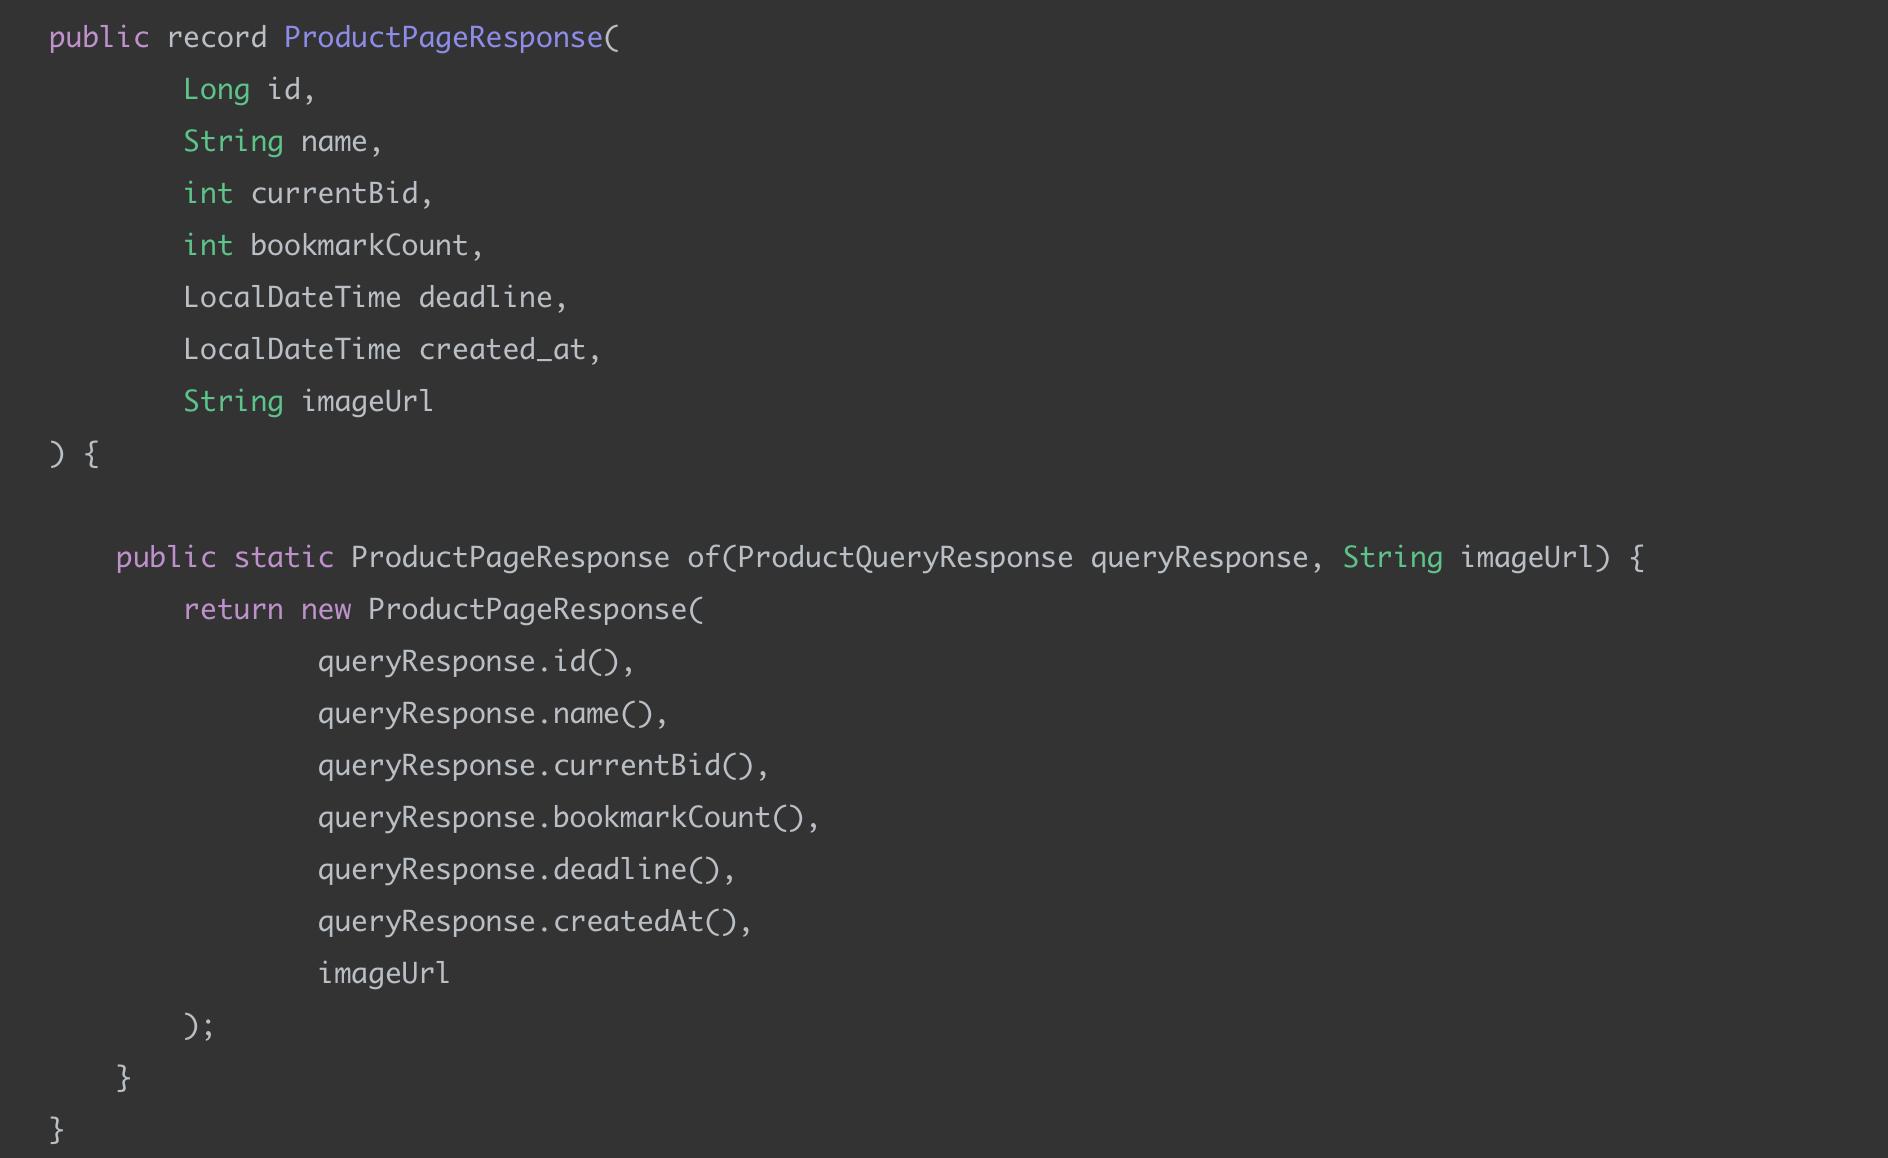 public record ProductPageResponse(
        Long id,
        String name,
        int currentBid,
        int bookmarkCount,
        LocalDateTime deadline,
        LocalDateTime created_at,
        String imageUrl
) {

    public static ProductPageResponse of(ProductQueryResponse queryResponse, String imageUrl) {
        return new ProductPageResponse(
                queryResponse.id(),
                queryResponse.name(),
                queryResponse.currentBid(),
                queryResponse.bookmarkCount(),
                queryResponse.deadline(),
                queryResponse.createdAt(),
                imageUrl
        );
    }
}